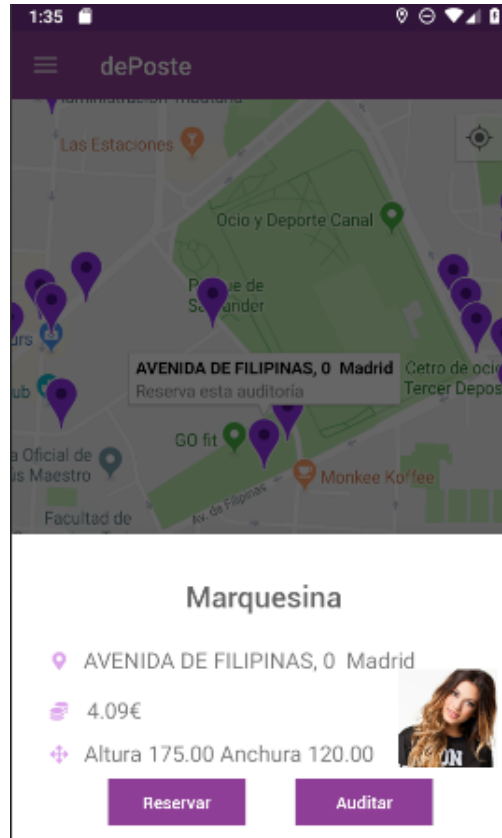 1:35
dePoste
Las Estaciones
Ocio y Deporte Canal
AVENIDA DE FILIPINAS, 0 Madrid
Reserva esta auditoría
Cetro de ocio
Tercer Depos
GO fit
a Oficial de
s Maestro
Monkee Koffee
Av. de Filipinas
Facultad de
Marquesina
AVENIDA DE FILIPINAS, 0 Madrid
4.09€
Altura 175.00 Anchura 120.00
Reservar
Auditar